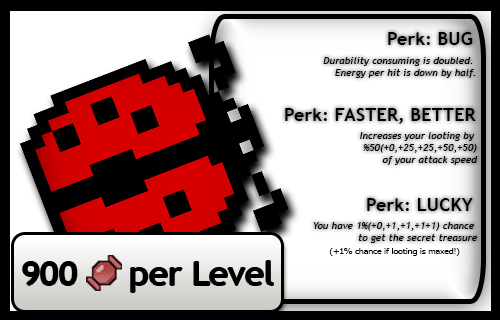 Perk: BUG
Durability consuming is doubled.
Energy per hit is down by half.
Perk: FASTER, BETTER
Increases your looting by
%50(+0,+25,+25,+50,+50)
of your attack speed
Perk: LUCKY
You have 1%(+0,+1,+1,+1+1) chance
to get the secret treasure
(+1% chance if looting is maxed!)
900 per Level